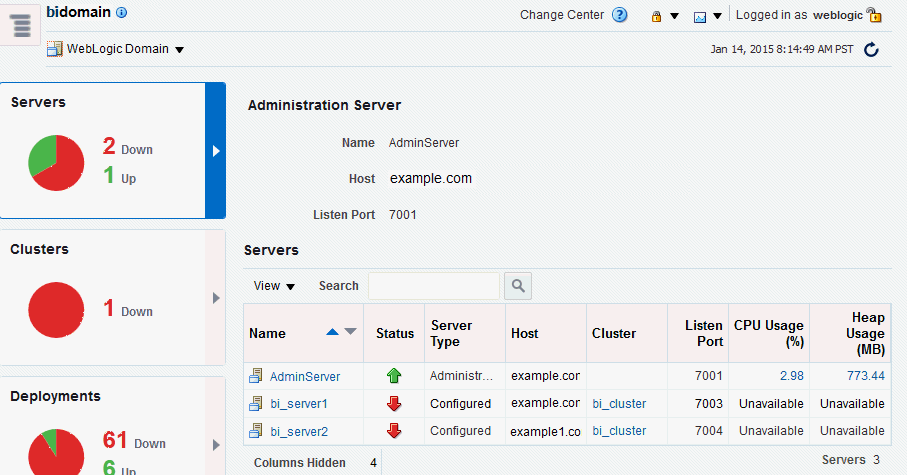 bidomain
Change Center
Logged in as weblogic
WebLogic Domain
Jan 14, 2015 8:14:49 AM PST
Servers
2 Down
1 Up
Clusters
1 Down
Deployments
61 Down
6 Up
Administration Server
Name AdminServer
Host example.com
Listen Port 7001
Servers
View Search
Name Status Server Type Host Cluster Listen Port CPU Usage (%) Heap Usage (MB)
AdminServer Administr... example.cor 7001 2.98 773.44
bi_server1 Configured example.cor bi_cluster 7003 Unavailable Unavailable
bi_server2 Configured example1.co bi_cluster 7004 Unavailable Unavailable
Columns Hidden 4
Servers 3